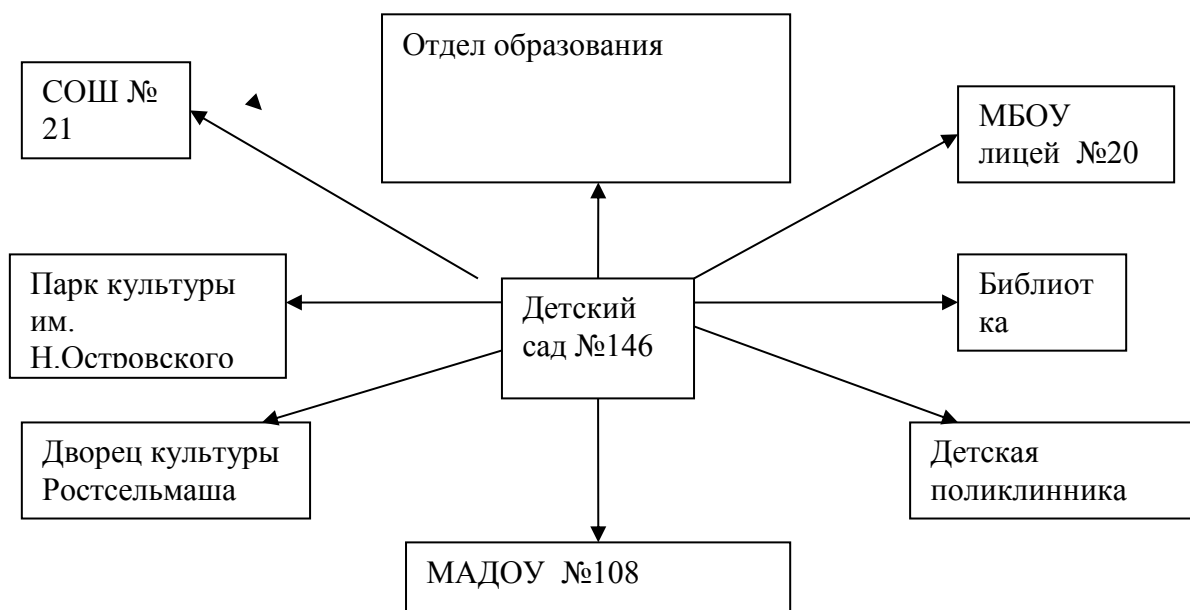 Отдел образования
СОШ №
21
МБОУ
лицей №20
Парк культуры
им.
Н.Островского
Детский
сад №146
Библиот
ка
Дворец культуры
Ростсельмаша
Детская
поликлинника
МАДОУ №108